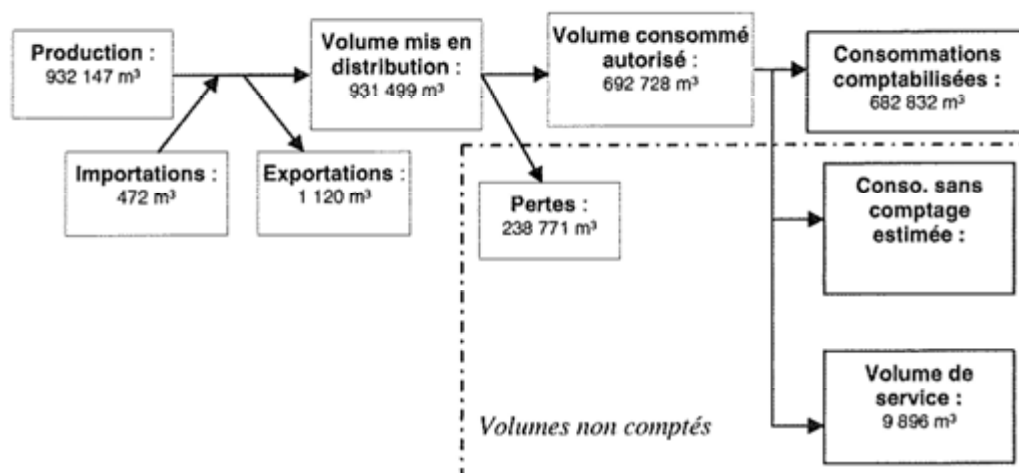 Production :
932 147 m³
Volume mis en
distribution :
931 499 m³
Volume consommé
autorisé :
692 728 m³
Consommations
comptabilisées :
682 832 m³
Importations :
472 m³
Exportations :
1 120 m³
Pertes :
238 771 m³
Conso. sans
comptage
estimée :
Volume de
service :
9 896 m³
Volumes non comptés